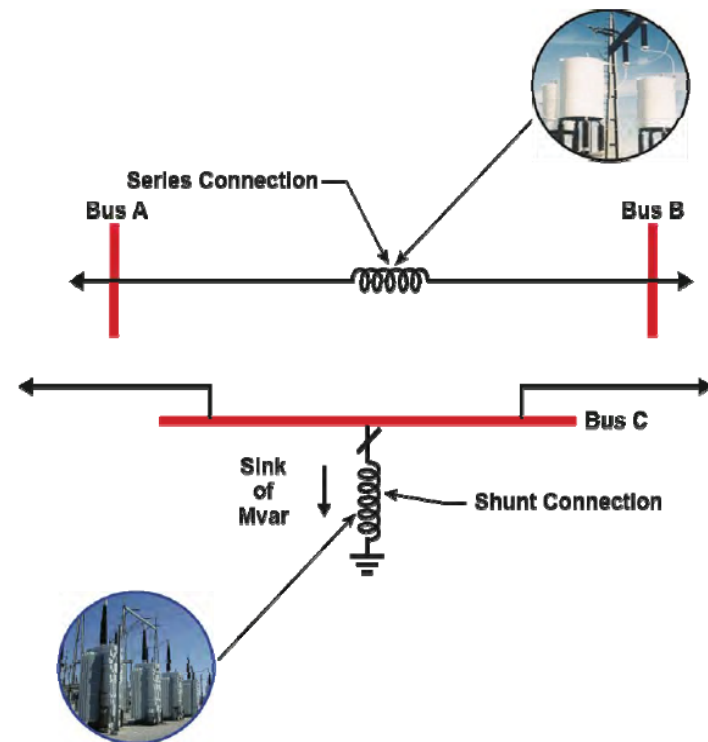 Series Connection
Bus A
Bus B
Bus C
Sink
of
Mvar
Shunt Connection